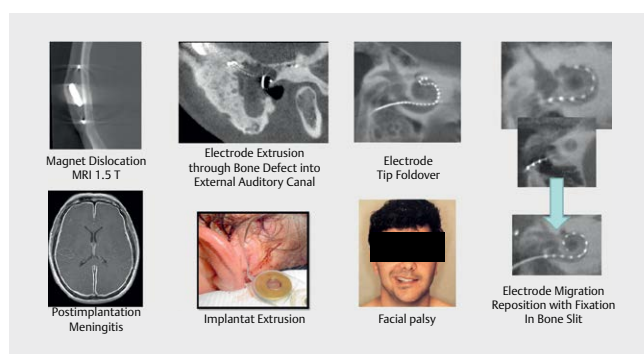 Magnet Dislocation
MRI 1.5 T
Electrode Extrusion
through Bone Defect into
External Auditory Canal
Electrode
Tip Foldover
Postimplantation
Meningitis
Implantat Extrusion
Facial palsy
Electrode Migration
Reposition with Fixation
In Bone Slit